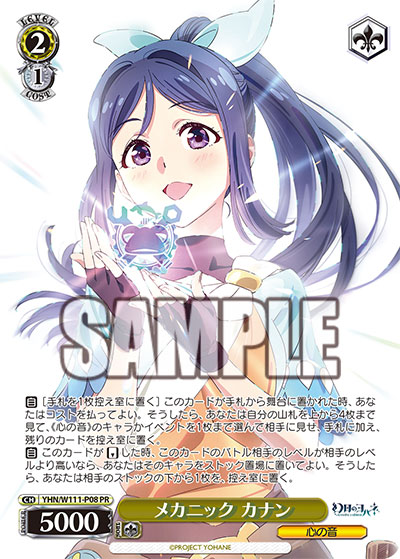 LEVEL
2
1
COST
SAMPLE
自 [手札を1枚控え室に置く] このカードが手札から舞台に置かれた時、あな
たはコストを払ってよい。そうしたら、あなたは自分の山札を上から4枚まで
見て、《心の音》のキャラかイベントを1枚まで選んで相手に見せ、手札に加え、
残りのカードを控え室に置く。
自 このカードが した時、このカードのバトル相手のレベルが相手のレ
ベルより高いなら、あなたはそのキャラをストック置場に置いてよい。そうした
ら、あなたは相手のストックの下から1枚を、控え室に置く。
CH YHN/W111-P08 PR
5000
SOUL
メカニック カナン
幻日のヨハネ
心の音
©PROJECT YOHANE